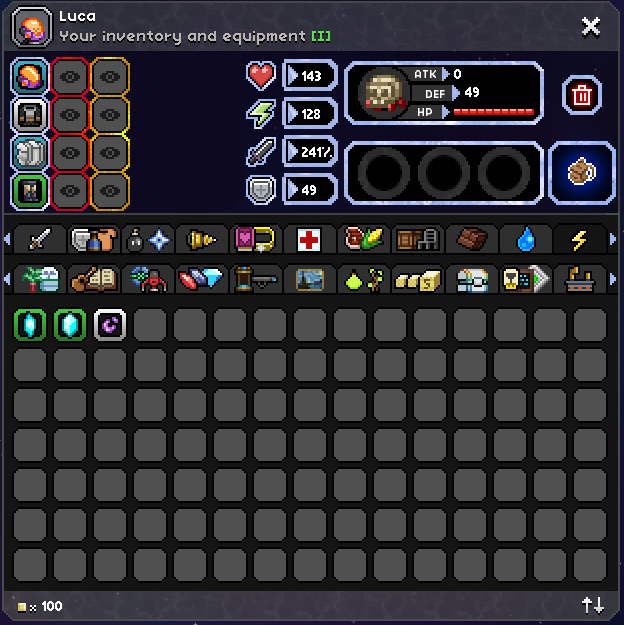 Luca
Your inventory and equipment [I]
143
ATK 0
128
DEF 49
HP
241%
49
S
x 100